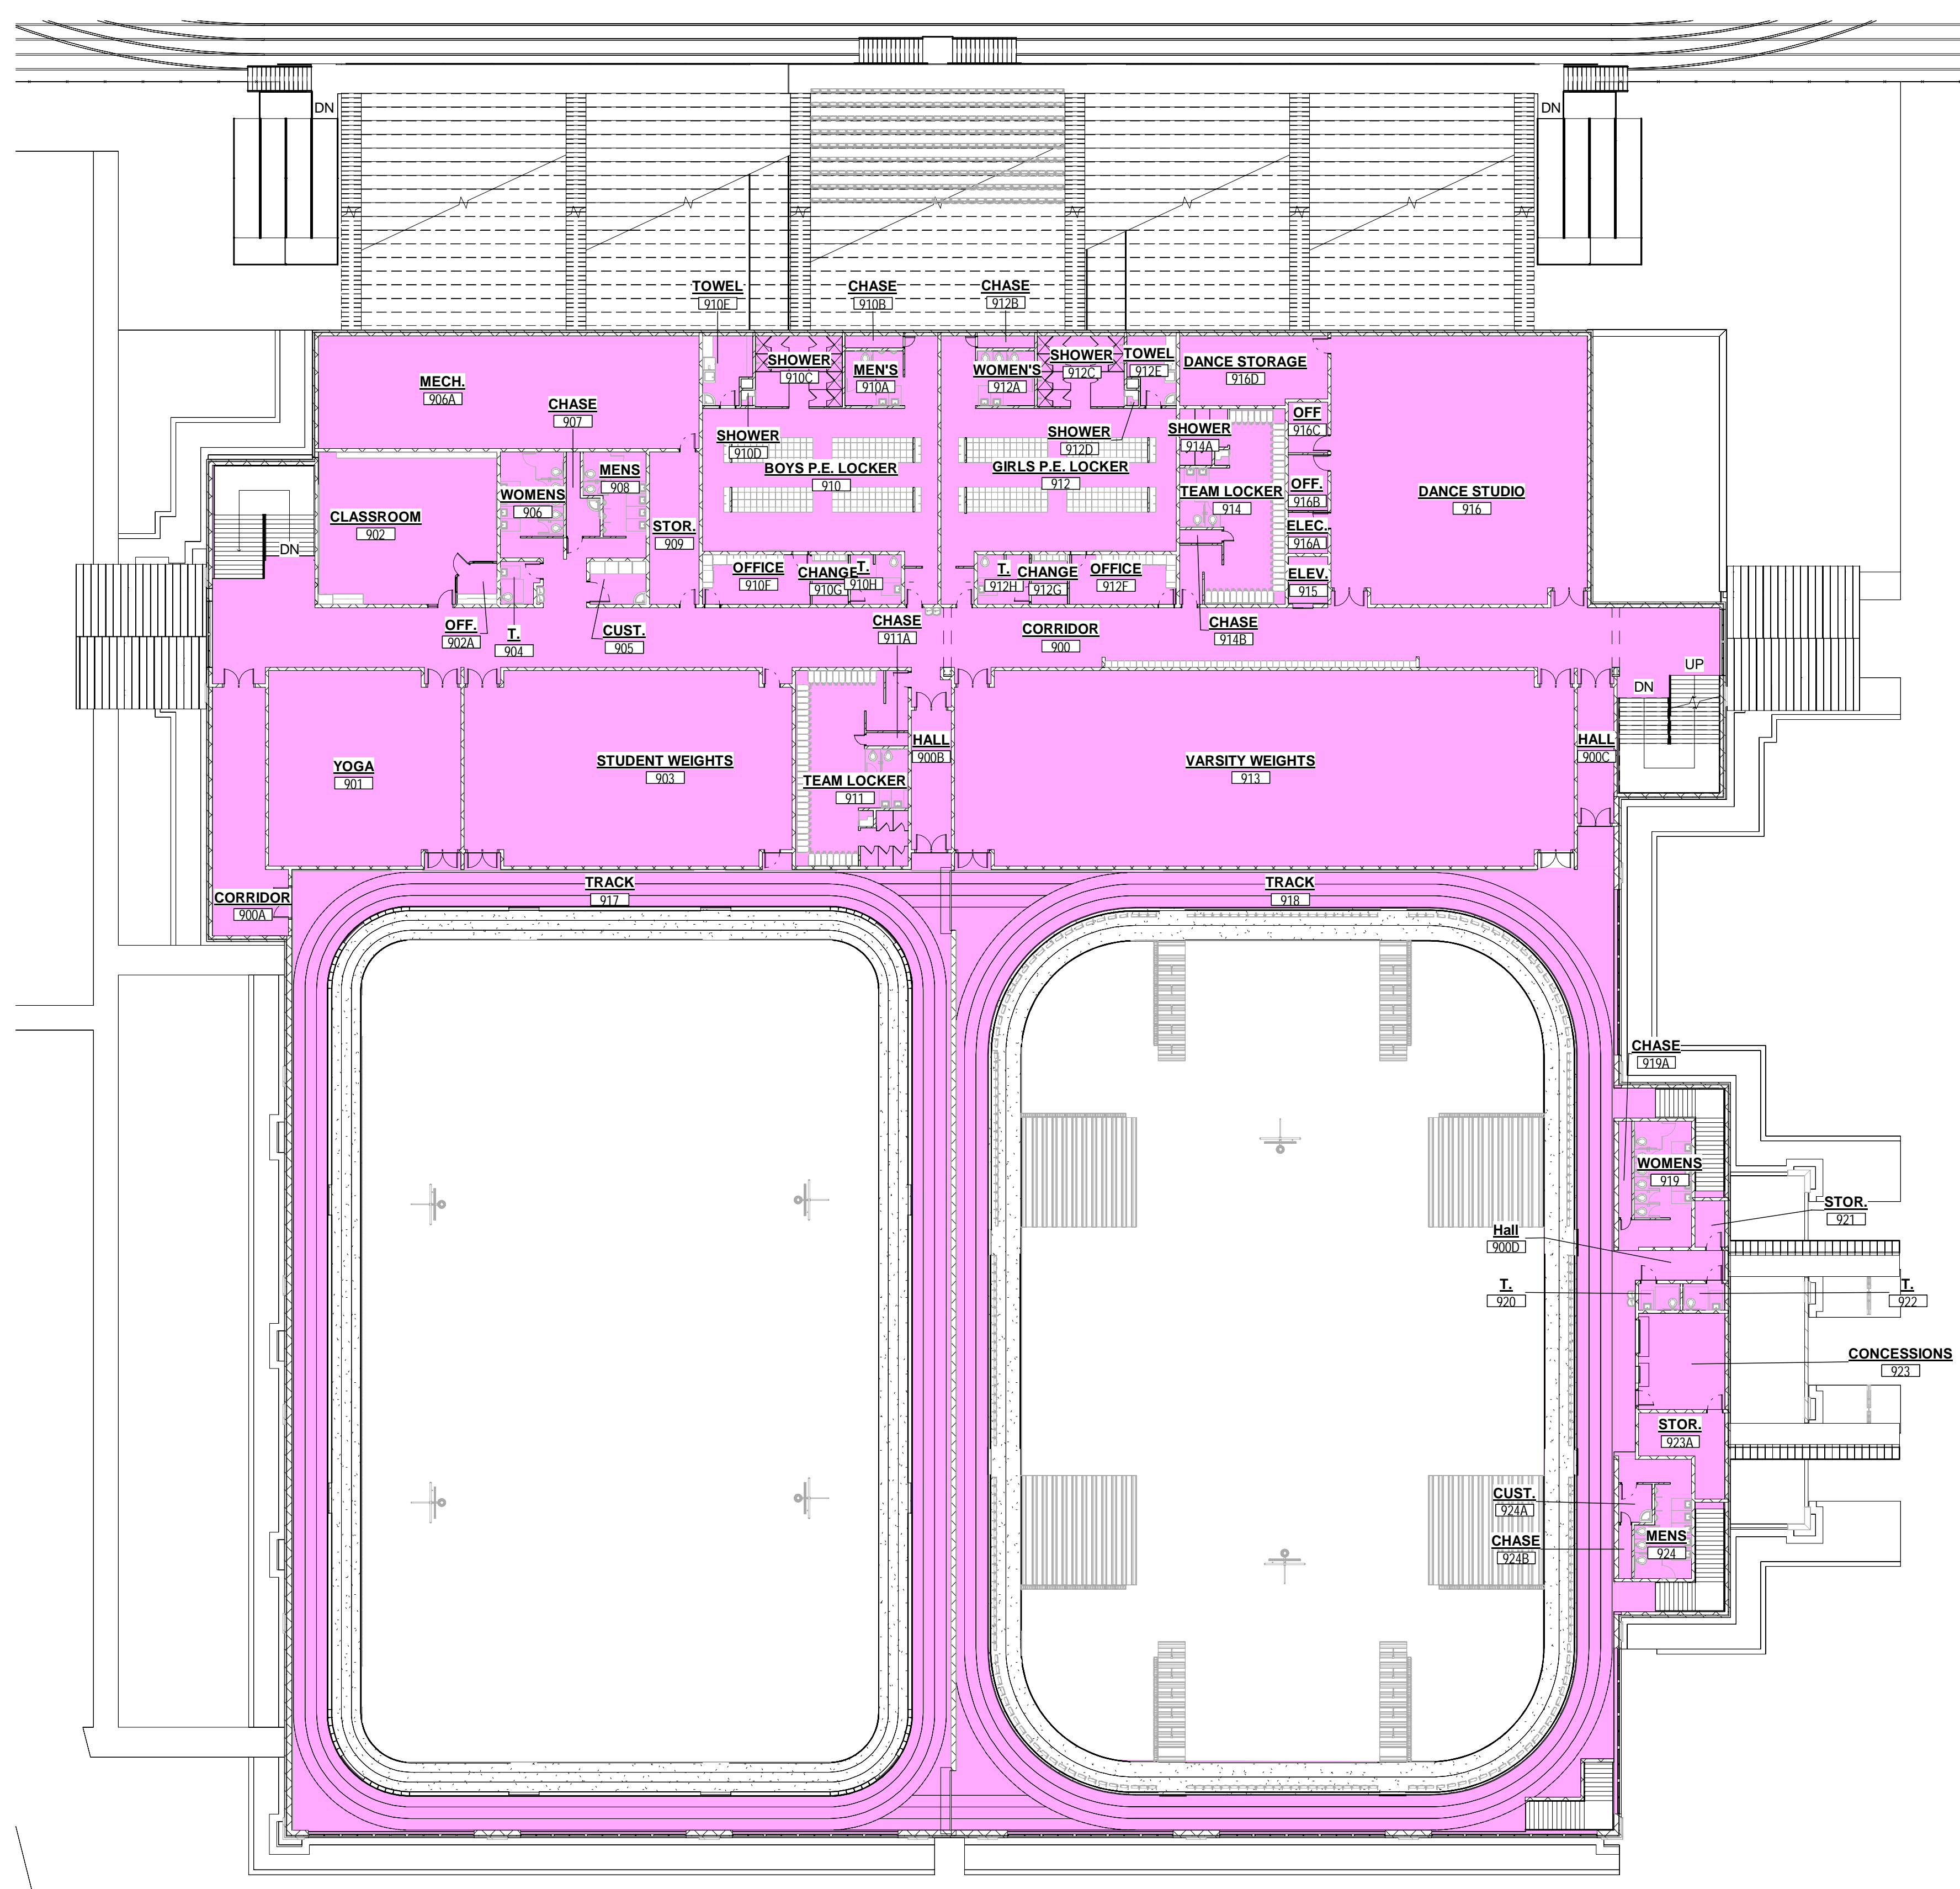 DN
DN
TOWEL
910E
CHASE
910B
CHASE
912B
SHOWER
910C
MEN'S
910A
WOMEN'S
912A
SHOWER
912C
TOWEL
912E
DANCE STORAGE
916D
MECH.
906A
CHASE
907
OFF
916C
SHOWER
910D
SHOWER
912D
SHOWER
914A
MENS
908
BOYS P.E. LOCKER
910
GIRLS P.E. LOCKER
912
WOMENS
906
TEAM LOCKER
914
OFF.
916B
DANCE STUDIO
916
CLASSROOM
902
STOR.
909
ELEC.
916A
DN
OFFICE
910F
CHANGE
910G
T.
910H
T.
912H
CHANGE
912G
OFFICE
912F
ELEV.
915
OFF.
902A
T.
904
CUST.
905
CHASE
911A
CORRIDOR
900
CHASE
914B
UP
DN
YOGA
901
STUDENT WEIGHTS
903
HALL
900B
VARSITY WEIGHTS
913
HALL
900C
TEAM LOCKER
911
CORRIDOR
900A
TRACK
917
TRACK
918
CHASE
919A
WOMENS
919
STOR.
921
Hall
900D
T.
920
T.
922
CONCESSIONS
923
STOR.
923A
CUST.
924A
MENS
924
CHASE
924B